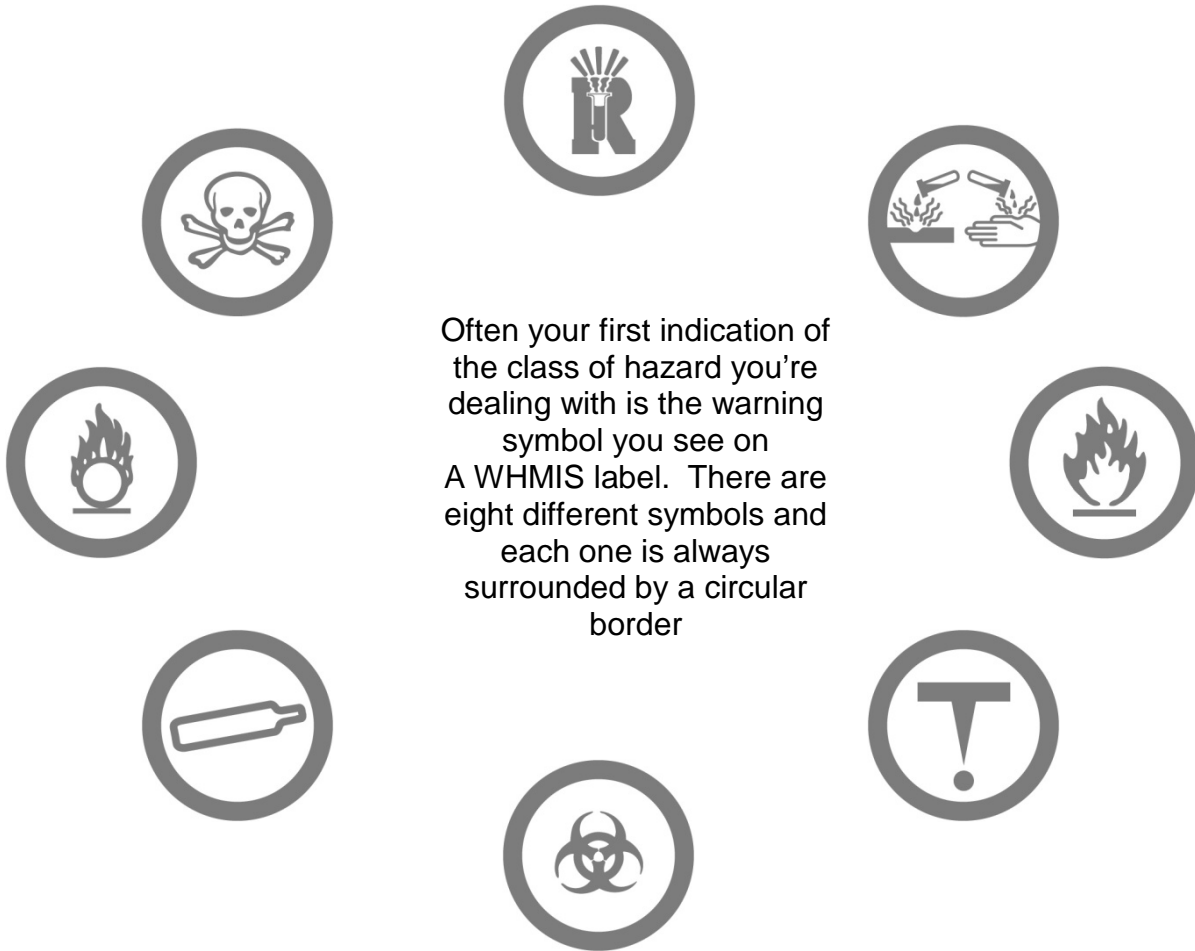 Often your first indication of
the class of hazard you're
dealing with is the warning
symbol you see on
A WHMIS label.  There are
eight different symbols and
each one is always
surrounded by a circular
border
R
T